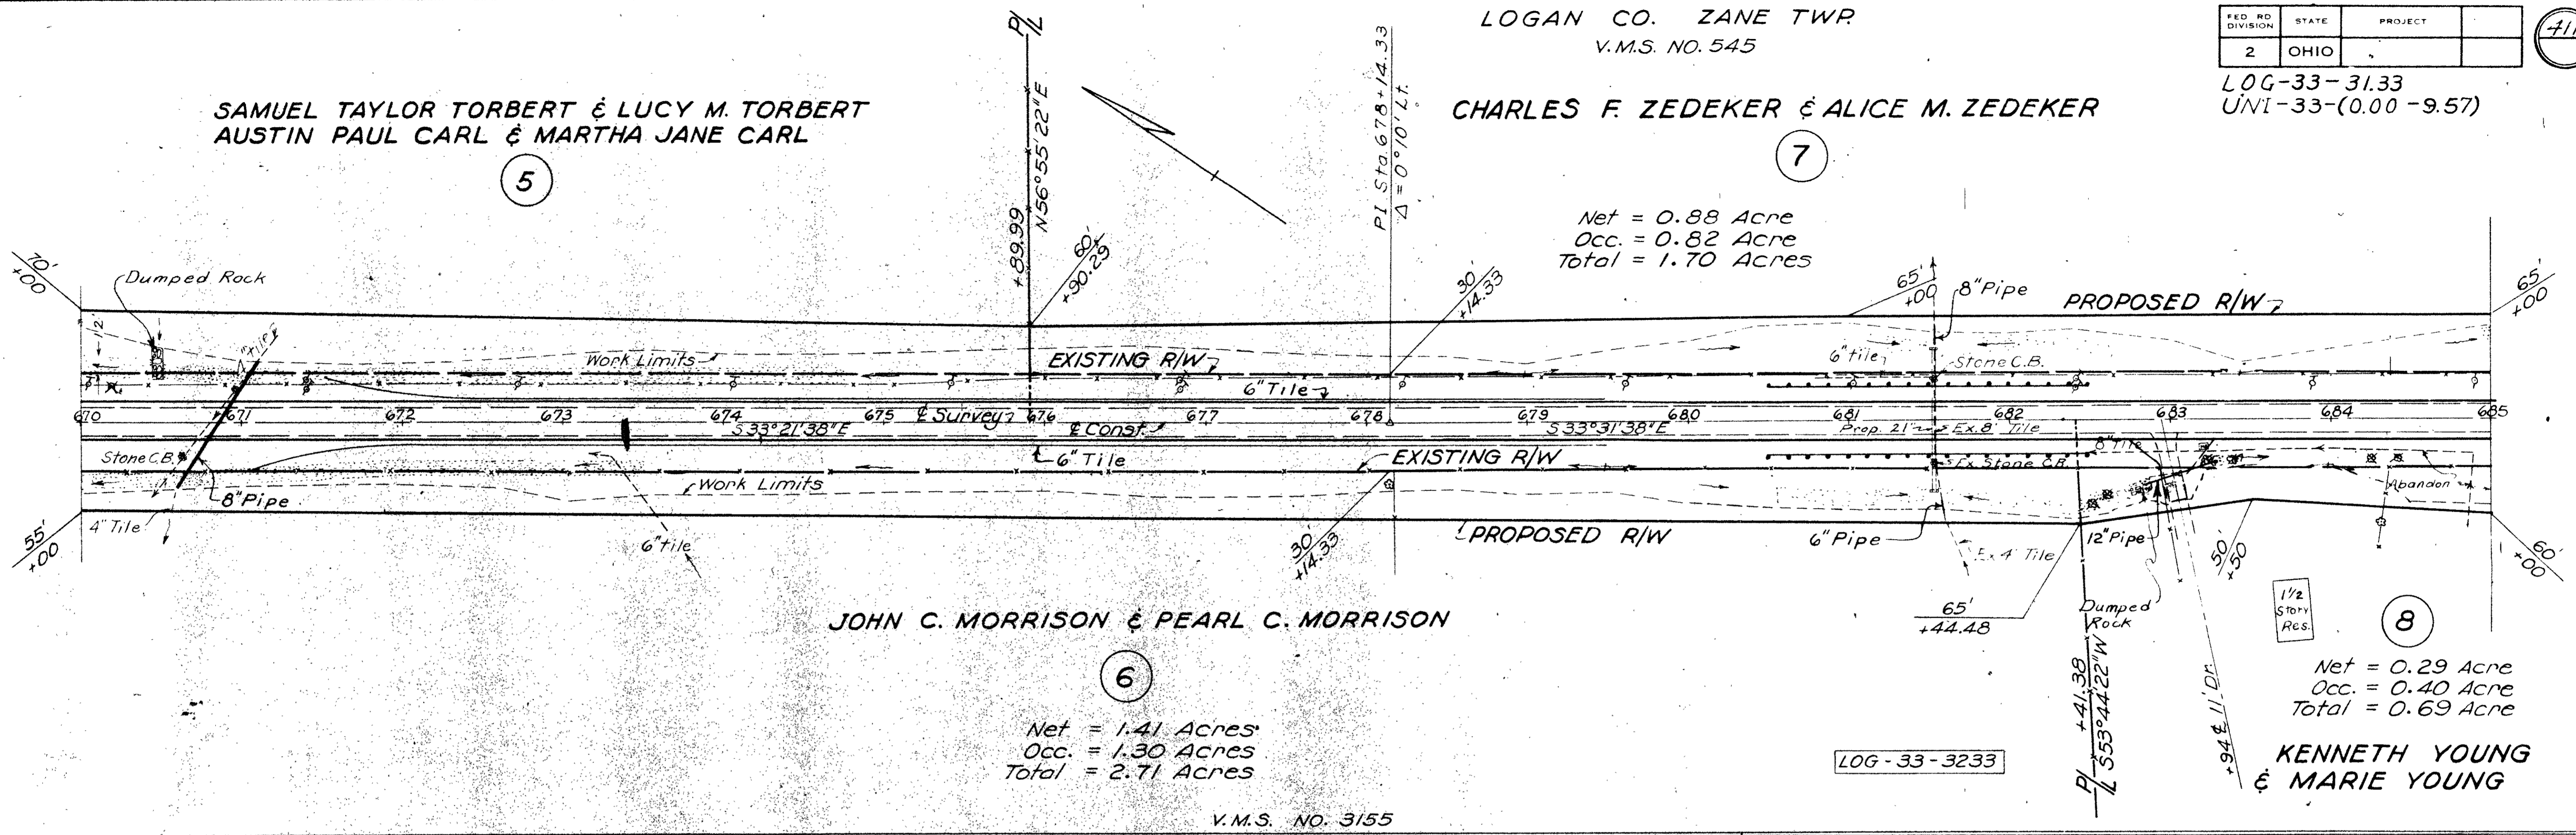 LOGAN CO. ZANE TWP.
V.M.S. NO. 545
FED RD DIVISION STATE PROJECT
2 OHIO
LOG-33-31.33
UNI-33-(0.00-9.57)
SAMUEL TAYLOR TORBERT & LUCY M. TORBERT
AUSTIN PAUL CARL & MARTHA JANE CARL
5
P/L
N56°55'22"E
+89.99
60'
+90.29
PI Sta. 678+14.33
Δ = 0°10' Lt.
CHARLES F. ZEDEKER & ALICE M. ZEDEKER
7
Net = 0.88 Acre
Occ. = 0.82 Acre
Total = 1.70 Acres
70'
+00
Dumped Rock
12
30'
+14.33
65'
+00
8" Pipe
PROPOSED R/W
65'
+00
Work Limits
EXISTING R/W
6" Tile
6" tile
Stone C.B.
670 671 672 673 674 675 ℄ Survey 676 677 678 679 680 681 682 683 684 685
S 33°21'38"E
℄ Const.
S 33°31'38"E
Prop. 21'
Ex. 8" Tile
Stone C.B.
8" Pipe
6" Tile
EXISTING R/W
Ex. Stone C.B.
8" Tile
Abandon
Work Limits
4" Tile
55'
+00
6" tile
30'
+14.33
PROPOSED R/W
6" Pipe
Ex. 4" Tile
12" Pipe
50'
+50
60'
+00
65'
+44.48
Dumped Rock
1 1/2 Story Res.
8
JOHN C. MORRISON & PEARL C. MORRISON
6
Net = 1.41 Acres
Occ. = 1.30 Acres
Total = 2.71 Acres
P/L
+41.38
S53°44'22"W
+94 ℄ 11' Dr.
Net = 0.29 Acre
Occ. = 0.40 Acre
Total = 0.69 Acre
KENNETH YOUNG
& MARIE YOUNG
LOG-33-3233
V.M.S. NO. 3155